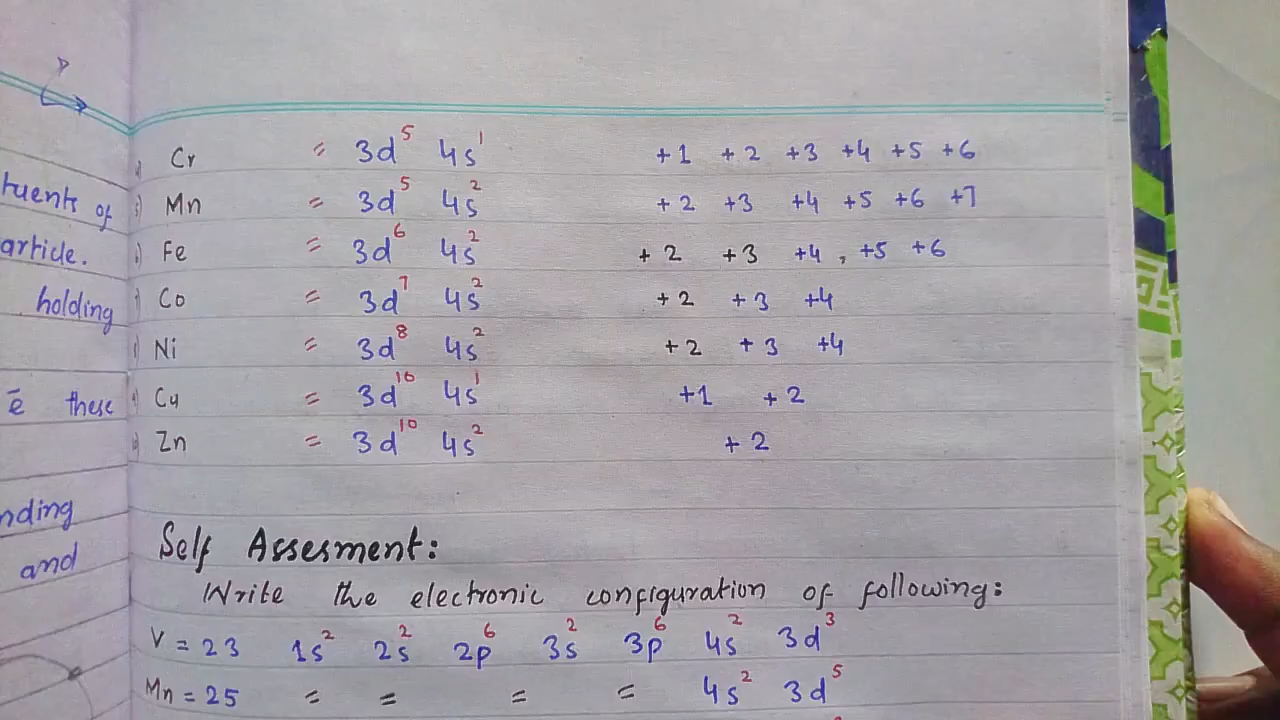 tuents of
article.
holding
ē these
nding
and
Cr = 3d⁵ 4s¹ +1 +2 +3 +4 +5 +6
Mn = 3d⁵ 4s² +2 +3 +4 +5 +6 +7
Fe = 3d⁶ 4s² +2 +3 +4, +5 +6
Co = 3d⁷ 4s² +2 +3 +4
Ni = 3d⁸ 4s² +2 +3 +4
Cu = 3d¹⁰ 4s¹ +1 +2
Zn = 3d¹⁰ 4s² +2
Self Assesment:
Write the electronic configuration of following:
V = 23 1s² 2s² 2p⁶ 3s² 3p⁶ 4s² 3d³
Mn = 25 = = = = 4s² 3d⁵